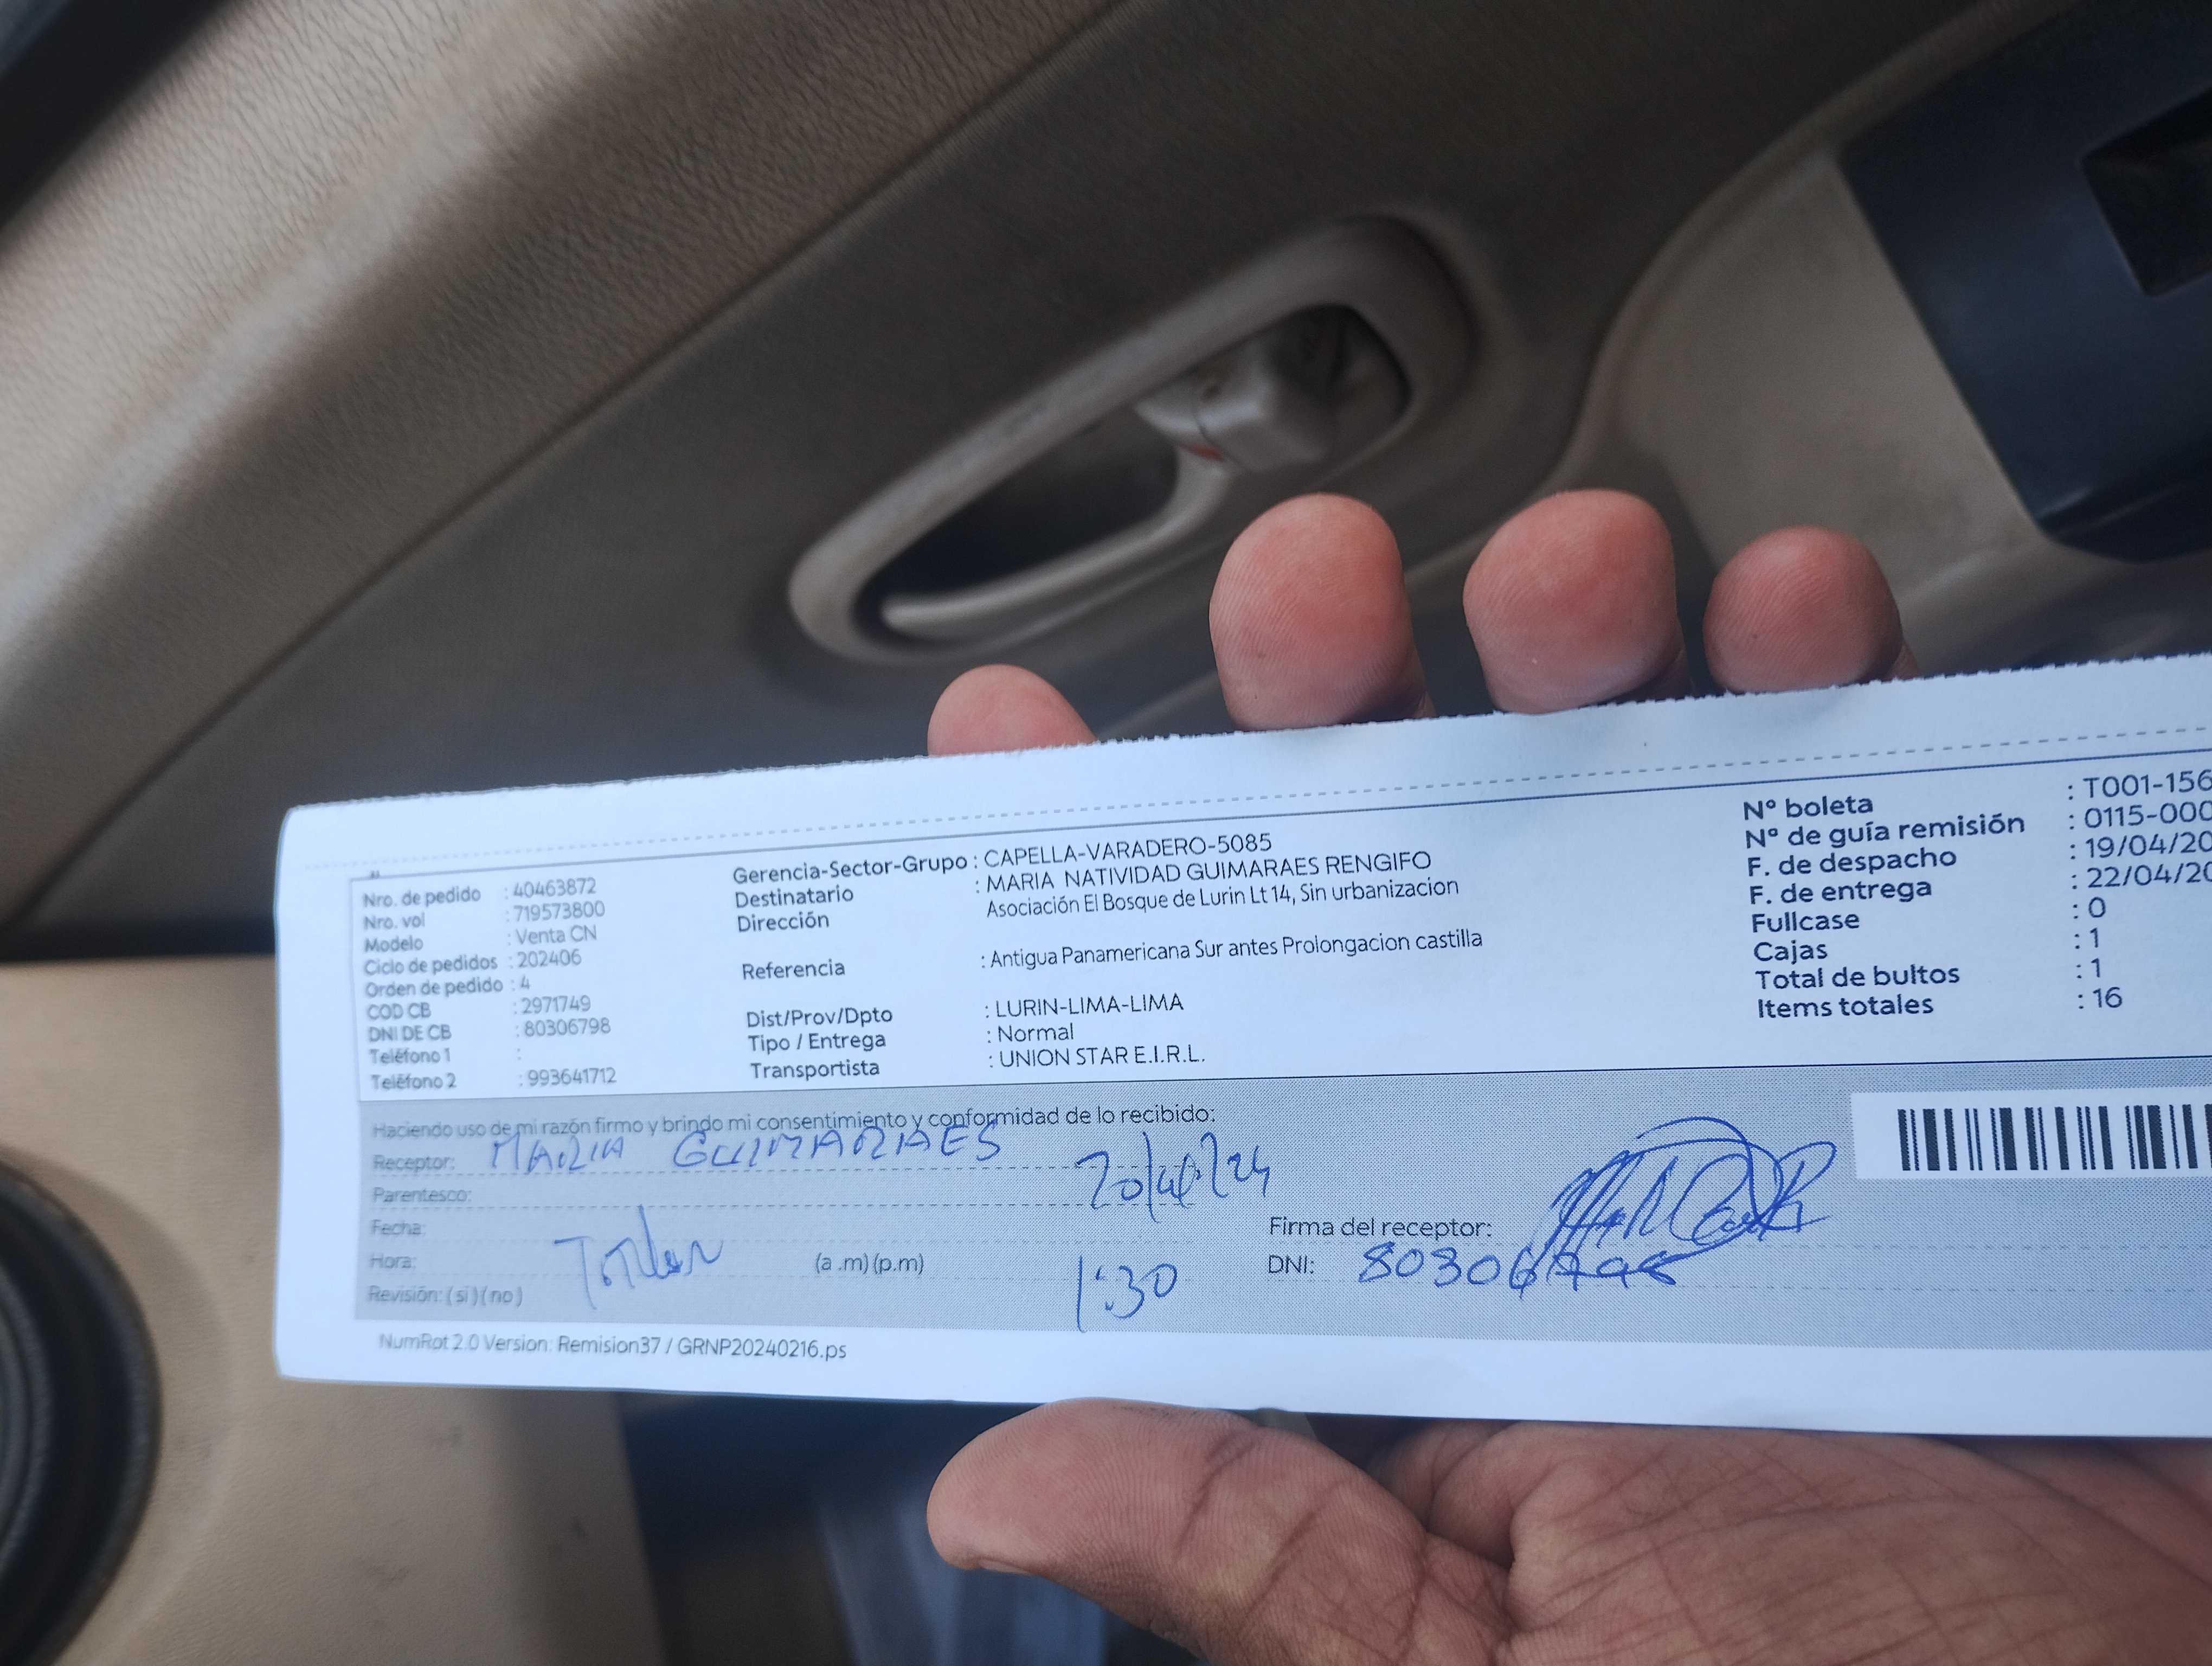 Nro. de pedido : 40463872
Nro. vol : 719573800
Modelo : Venta CN
Ciclo de pedidos : 202406
Orden de pedido : 4
COD CB : 2971749
DNI DE CB : 80306798
Teléfono 1 :
Teléfono 2 : 993641712
Gerencia-Sector-Grupo : CAPELLA-VARADERO-5085
Destinatario : MARIA NATIVIDAD GUIMARAES RENGIFO
Dirección Asociación El Bosque de Lurin Lt 14, Sin urbanizacion
Referencia : Antigua Panamericana Sur antes Prolongacion castilla
Dist/Prov/Dpto : LURIN-LIMA-LIMA
Tipo / Entrega : Normal
Transportista : UNION STAR E.I.R.L.
Nº boleta : T001-156
Nº de guía remisión : 0115-000
F. de despacho : 19/04/20
F. de entrega : 22/04/20
Fullcase : 0
Cajas : 1
Total de bultos : 1
Items totales : 16
Haciendo uso de mi razón firmo y brindo mi consentimiento y conformidad de lo recibido:
Receptor: MARIA GUIMARAES
Parentesco:
Fecha: 20/04/24
Firma del receptor:
Hora: (a .m) (p.m) 1:30
DNI: 80306798
Revisión: ( si ) ( no )
NumRot 2.0 Version: Remision37 / GRNP20240216.ps